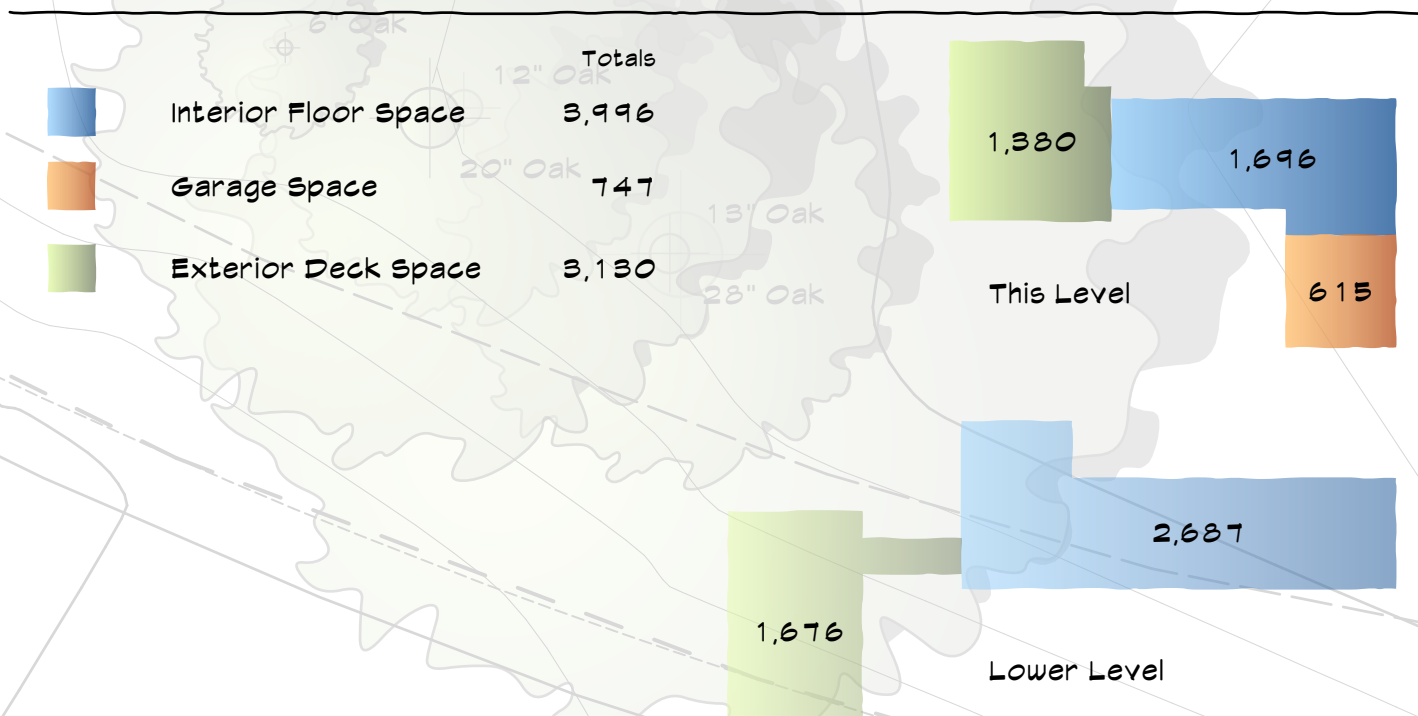 6" Oak
Totals
12" Oak
Interior Floor Space 3,996
1,380
1,696
20" Oak
Garage Space 747
13" Oak
Exterior Deck Space 3,130
28" Oak
This Level
615
2,687
1,676
Lower Level